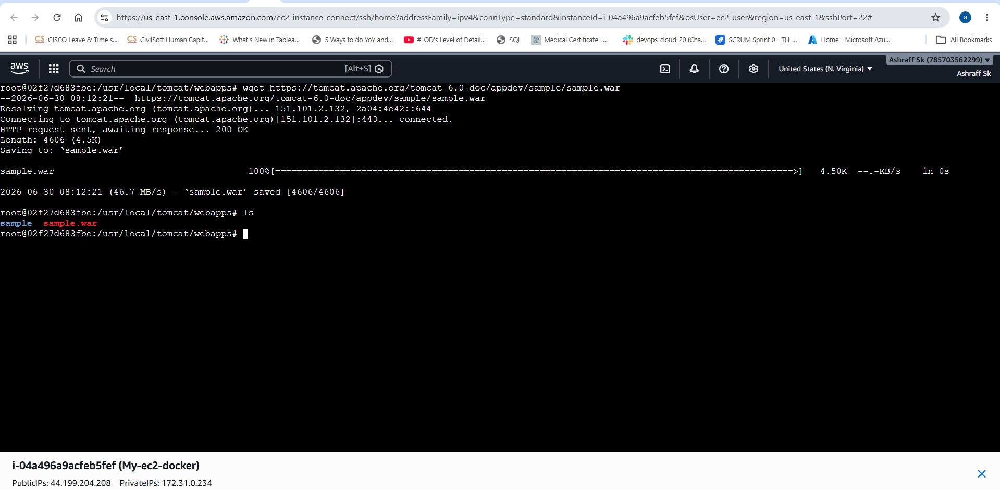 https://us-east-1.console.aws.amazon.com/ec2-instance-connect/ssh/home?addressFamily=ipv4&connType=standard&instanceId=i-04a496a9acfeb5fef&osUser=ec2-user&region=us-east-1&sshPort=22#
a
CS GISCO Leave & Time s... CS CivilSoft Human Capit... What's New in Tablea... 5 Ways to do YoY and... #LOD's Level of Detail... SQL Medical Certificate -... devops-cloud-20 (Cha... SCRUM Sprint 0 - TH-... Home - Microsoft Azu... All Bookmarks
aws Search [Alt+S] United States (N. Virginia) ▼ Ashraff Sk (785703562299) ▼
Ashraff Sk
root@02f27d683fbe:/usr/local/tomcat/webapps# wget https://tomcat.apache.org/tomcat-6.0-doc/appdev/sample/sample.war
--2026-06-30 08:12:21--  https://tomcat.apache.org/tomcat-6.0-doc/appdev/sample/sample.war
Resolving tomcat.apache.org (tomcat.apache.org)... 151.101.2.132, 2a04:4e42::644
Connecting to tomcat.apache.org (tomcat.apache.org)|151.101.2.132|:443... connected.
HTTP request sent, awaiting response... 200 OK
Length: 4606 (4.5K)
Saving to: ‘sample.war’
sample.war 100%[================================================================================================>] 4.50K --.-KB/s in 0s
2026-06-30 08:12:21 (46.7 MB/s) - ‘sample.war’ saved [4606/4606]
root@02f27d683fbe:/usr/local/tomcat/webapps# ls
sample  sample.war
root@02f27d683fbe:/usr/local/tomcat/webapps#
i-04a496a9acfeb5fef (My-ec2-docker)
PublicIPs: 44.199.204.208 PrivateIPs: 172.31.0.234